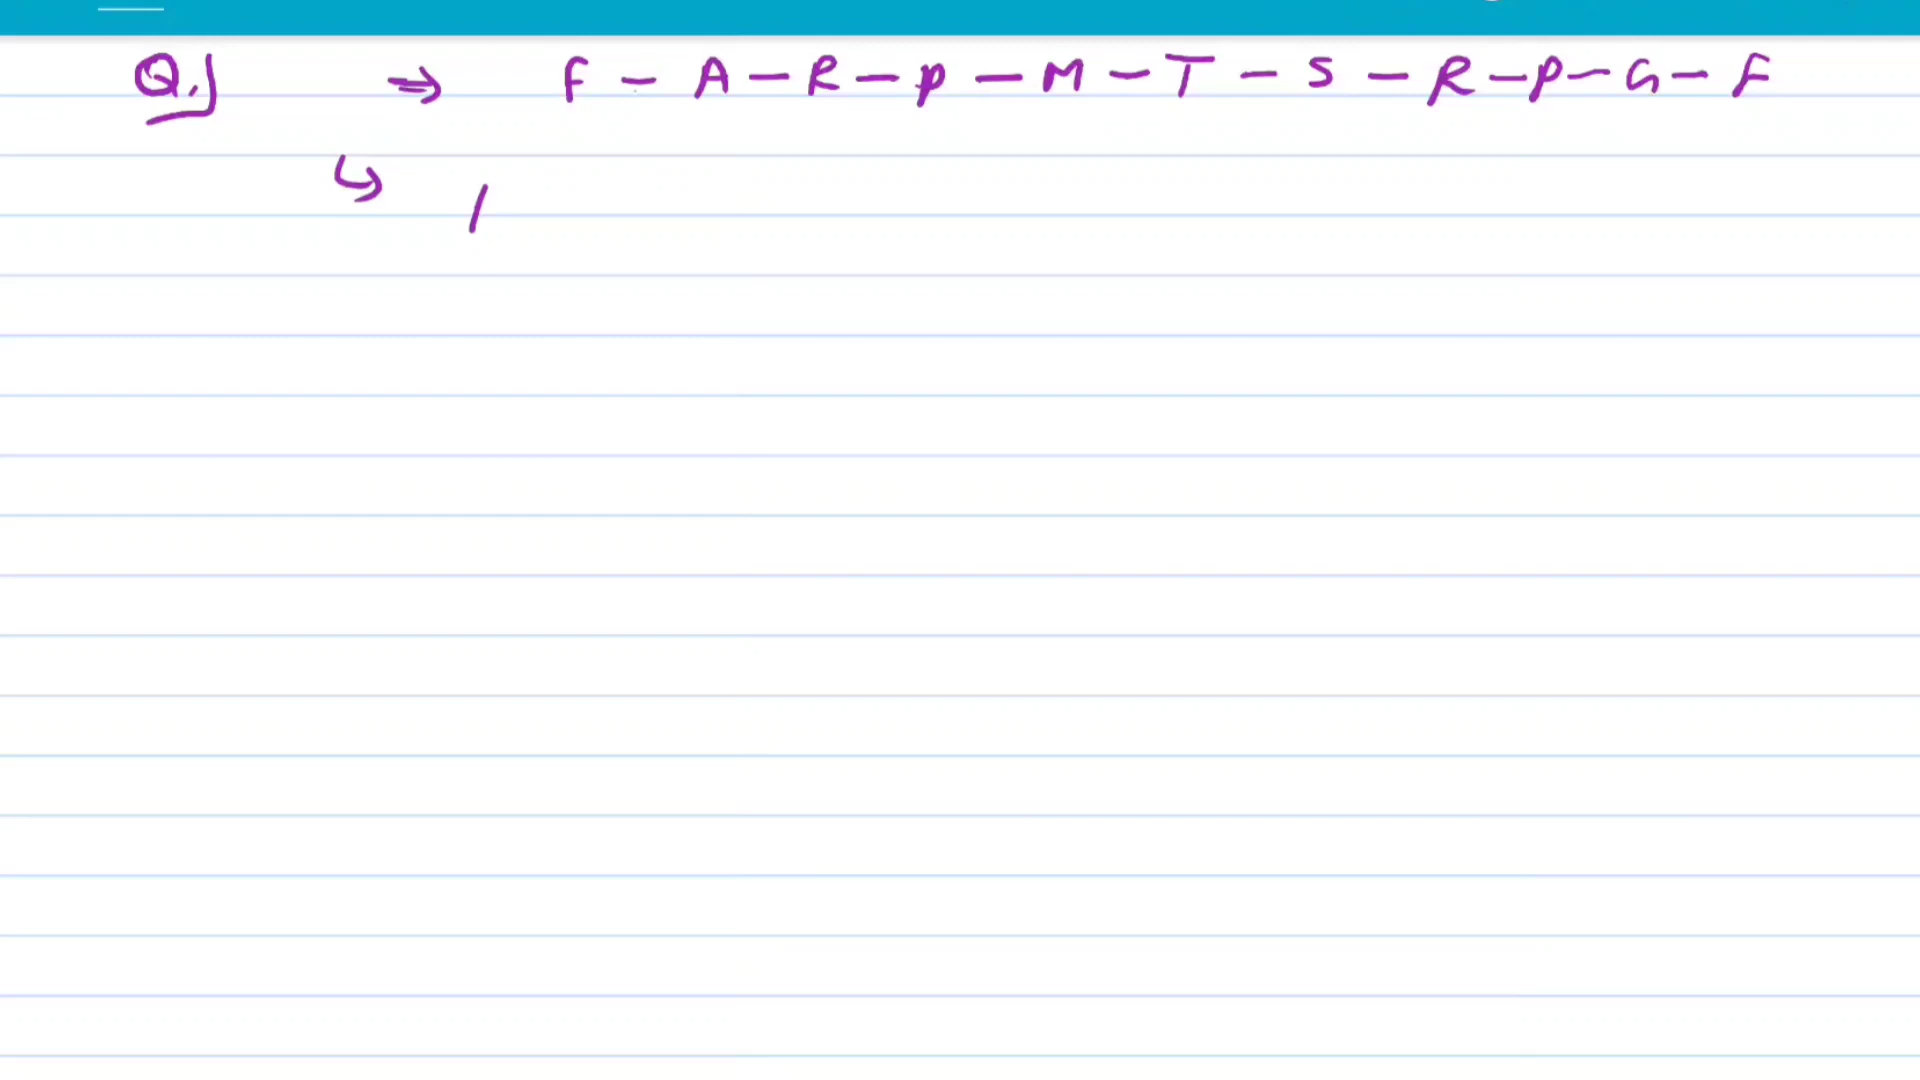 Q.) ⇒ F - A - R - P - M - T - S - R - P - G - F
↳ /